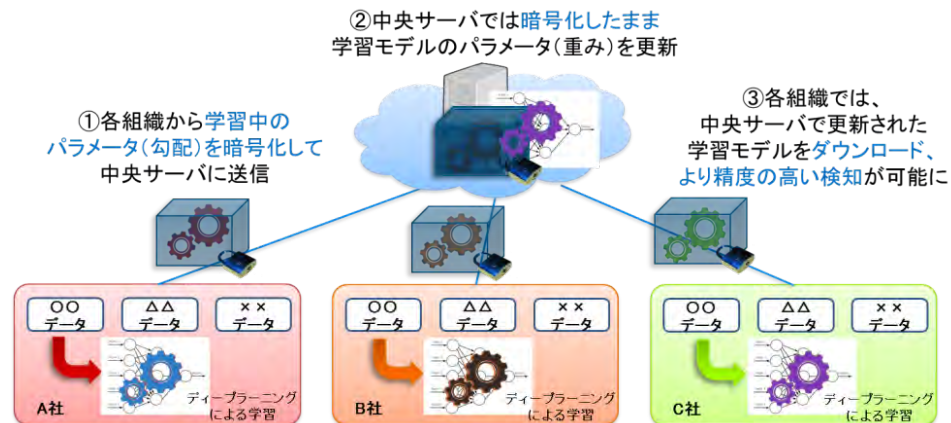 ②中央サーバでは暗号化したまま
学習モデルのパラメータ(重み)を更新
①各組織から学習中の
パラメータ(勾配)を暗号化して
中央サーバに送信
③各組織では、
中央サーバで更新された
学習モデルをダウンロード、
より精度の高い検知が可能に
○○
データ
△△
データ
××
データ
A社
ディープラーニング
による学習
○○
データ
△△
データ
××
データ
B社
ディープラーニング
による学習
○○
データ
△△
データ
××
データ
C社
ディープラーニング
による学習